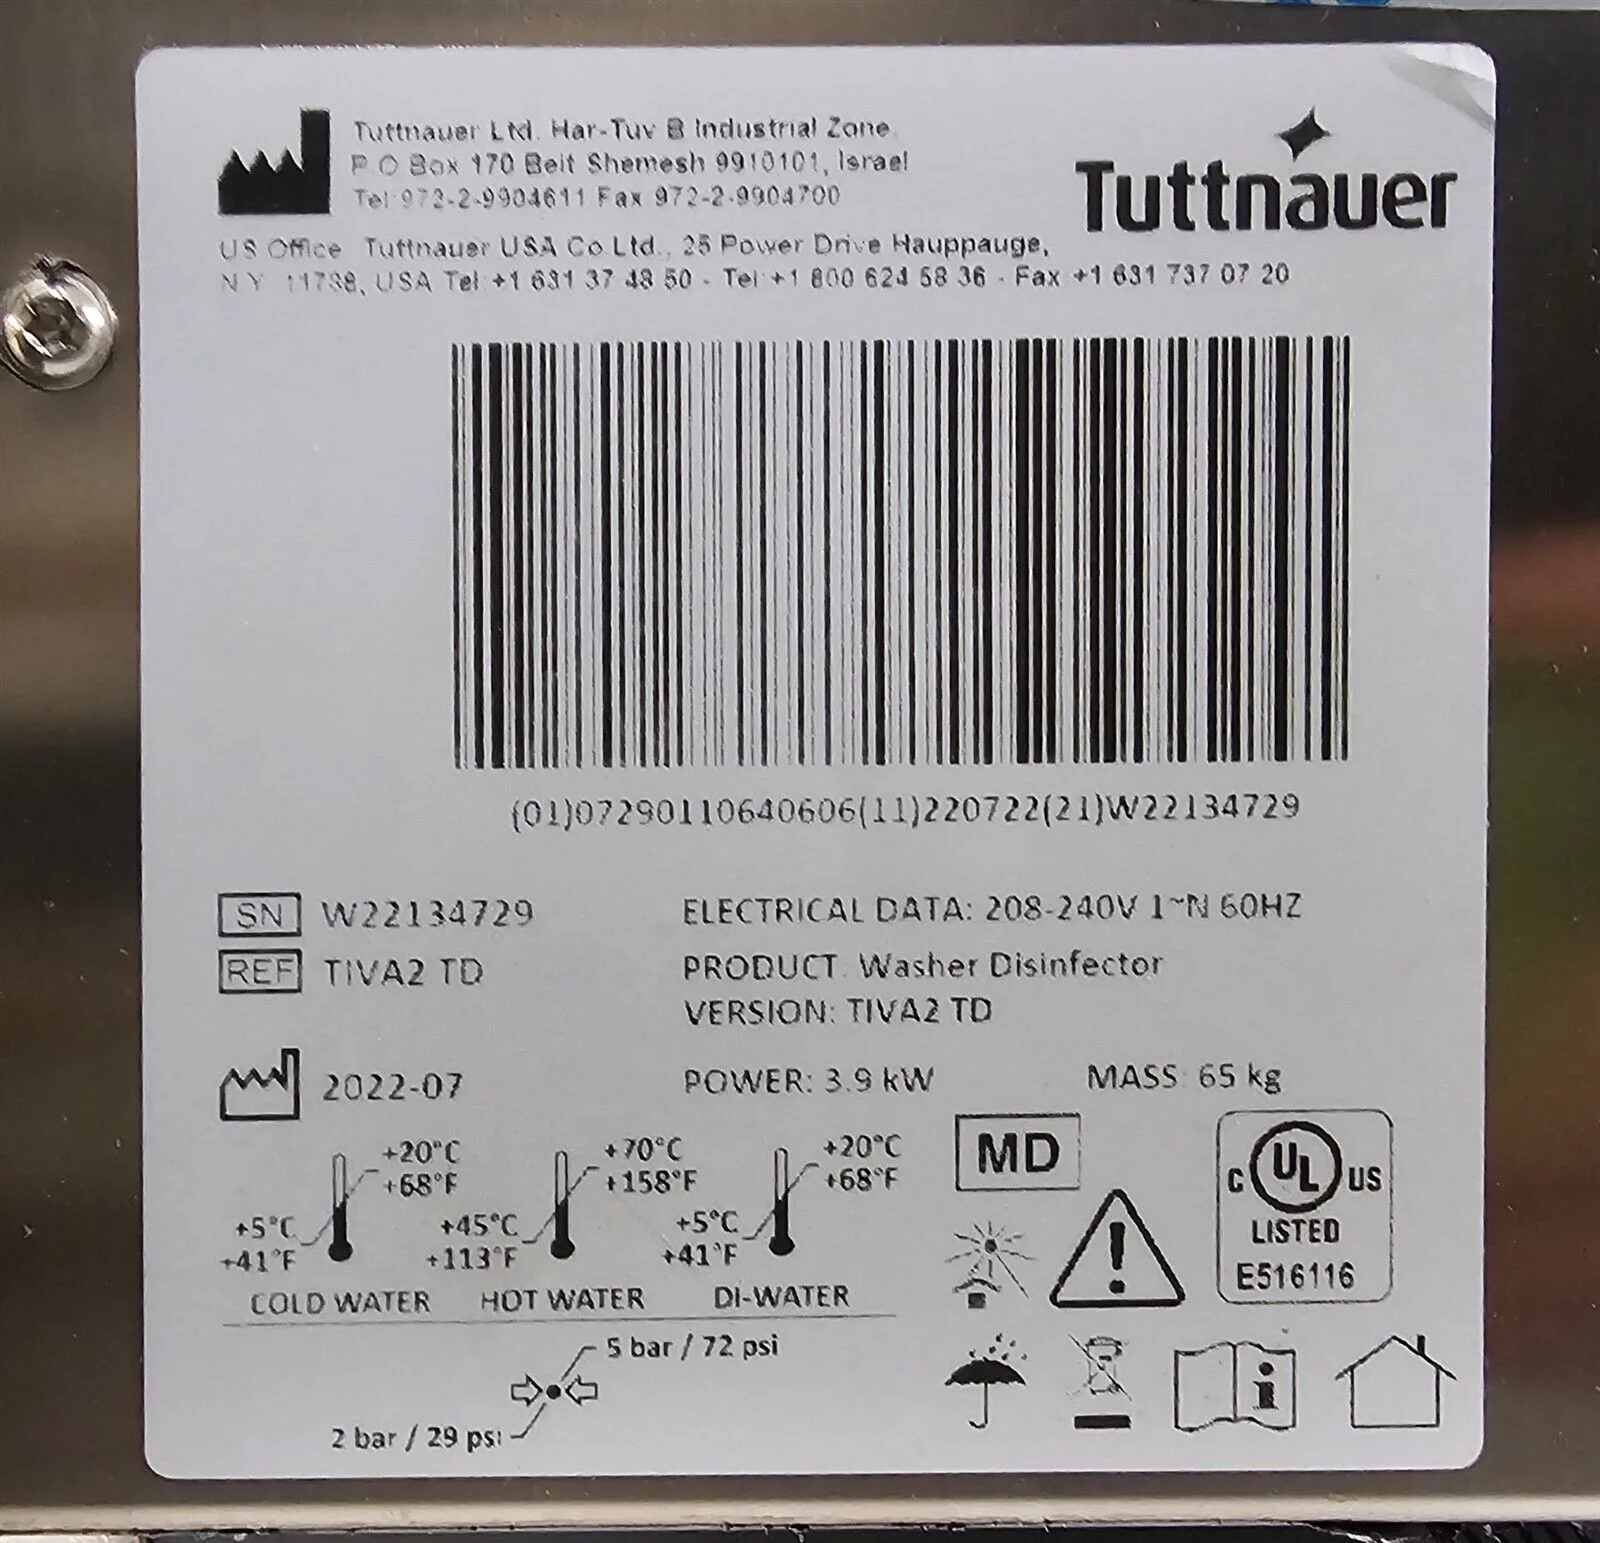 Tuttnauer Ltd. Har-Tuv B Industrial Zone.
P O Box 170 Beit Shemesh 9910101, Israel
Tel: 972-2-9904611 Fax 972-2-9904700
Tuttnauer
US Office Tuttnauer USA Co Ltd., 25 Power Drive Hauppauge,
N Y 11788, USA Tel +1 631 37 48 50 - Tel +1 800 624 58 36 - Fax +1 631 737 07 20
(01)07290110640606(11)220722(21)W22134729
SN W22134729
ELECTRICAL DATA: 208-240V 1~N 60HZ
REF TIVA2 TD
PRODUCT. Washer Disinfector
VERSION: TIVA2 TD
2022-07
POWER: 3.9 kW
MASS: 65 kg
+20°C
+68°F
+5°C
+41°F
COLD WATER
+70°C
+158°F
+45°C
+113°F
HOT WATER
+20°C
+68°F
+5°C
+41°F
DI-WATER
MD
C UL US
LISTED
E516116
5 bar / 72 psi
2 bar / 29 psi
i